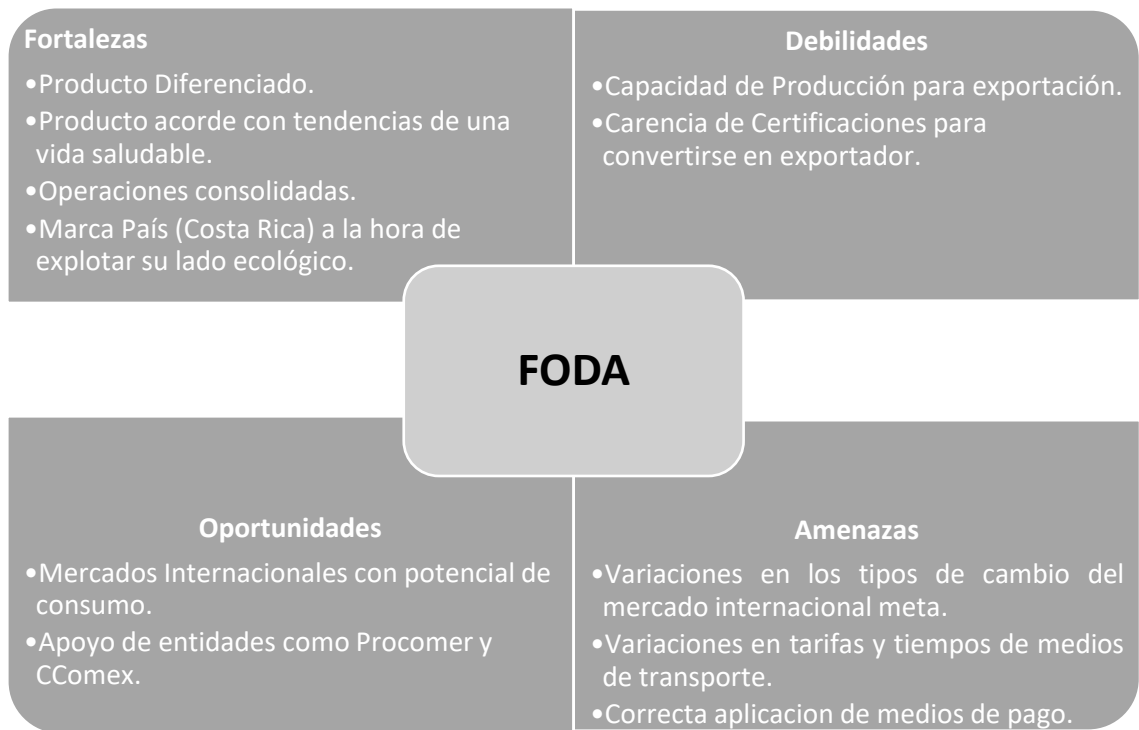 Fortalezas
•Producto Diferenciado.
•Producto acorde con tendencias de una
vida saludable.
•Operaciones consolidadas.
•Marca País (Costa Rica) a la hora de
explotar su lado ecológico.
Debilidades
•Capacidad de Producción para exportación.
•Carencia de Certificaciones para
convertirse en exportador.
FODA
Oportunidades
•Mercados Internacionales con potencial de
consumo.
•Apoyo de entidades como Procomer y
CComex.
Amenazas
•Variaciones en los tipos de cambio del
mercado internacional meta.
•Variaciones en tarifas y tiempos de medios
de transporte.
•Correcta aplicacion de medios de pago.